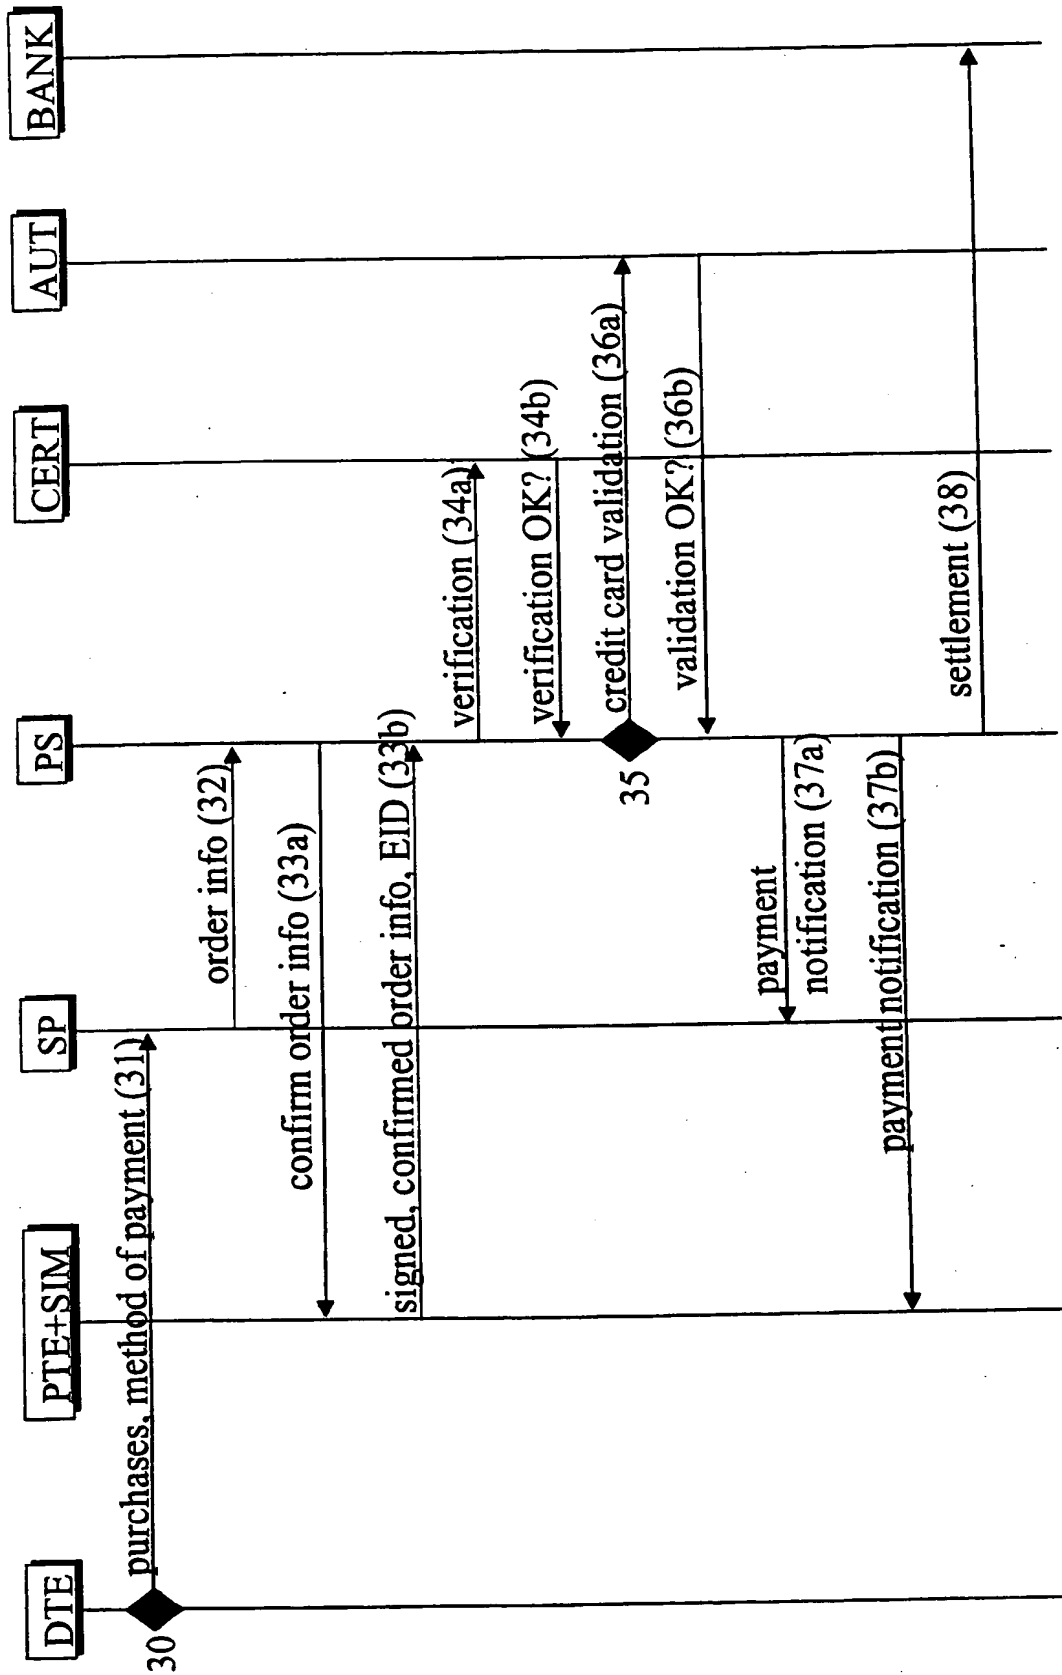 DTE
PTE+SIM
SP
PS
CERT
AUT
BANK
30
purchases, method of payment (31)
order info (32)
confirm order info (33a)
signed, confirmed order info, EID (33b)
verification (34a)
verification OK? (34b)
35
credit card validation (36a)
validation OK? (36b)
payment
notification (37a)
payment notification (37b)
settlement (38)